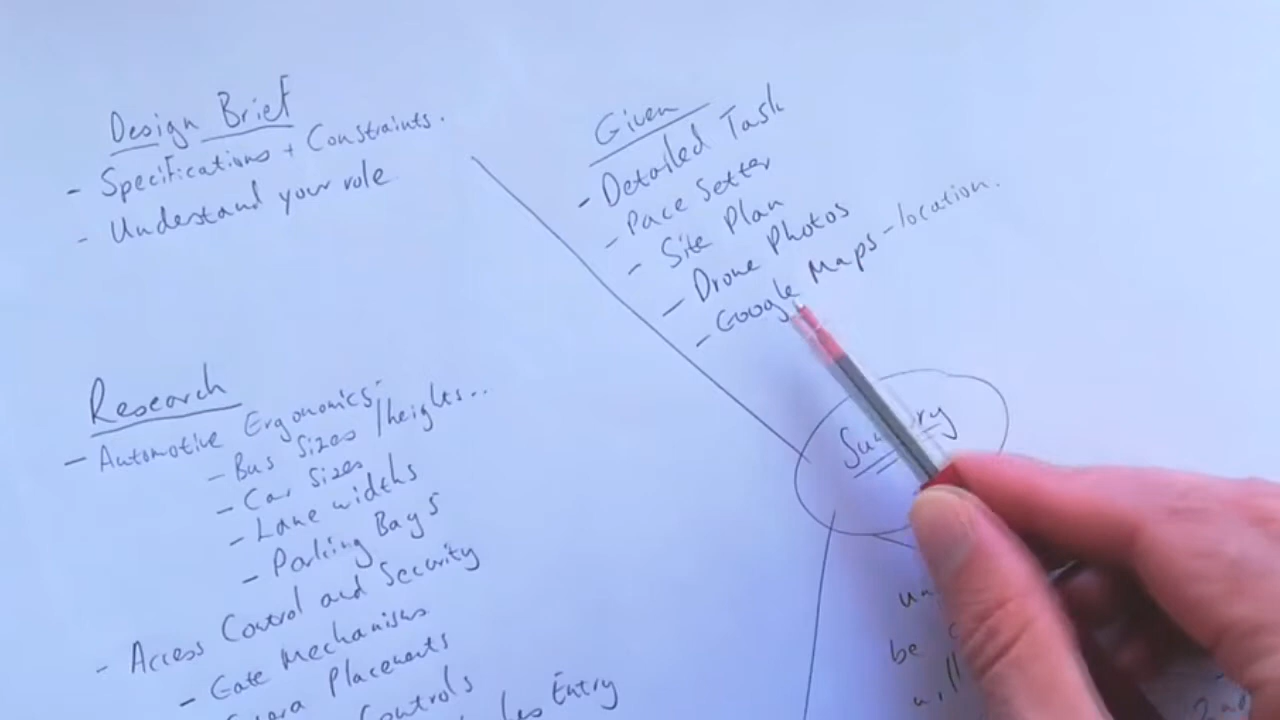 Design Brief
- Specifications + Constraints.
- Understand your role
Given
- Detailed Task
- Pace Setter
- Site Plan
- Drone Photos
- Google Maps - location.
Research
- Automotive Ergonomics:
- Bus sizes /heights...
- Car sizes
- Lane widths
- Parking Bays
- Access Control and Security
- Gate Mechanisms
Placements
Controls
Entry
be